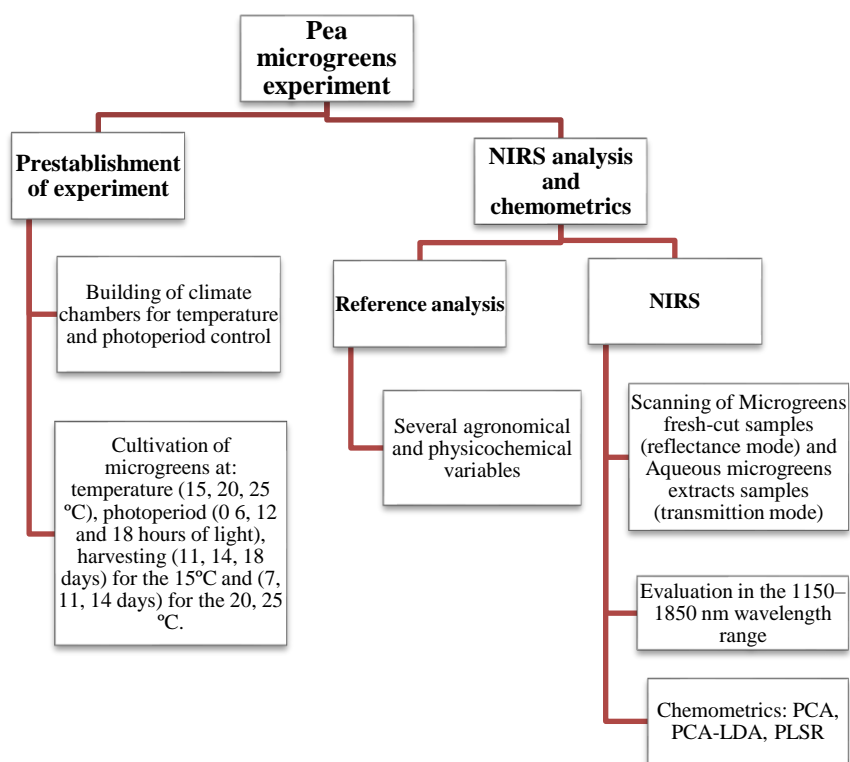 Pea
microgreens
experiment
Prestablishment
of experiment
NIRS analysis
and
chemometrics
Building of climate
chambers for temperature
and photoperiod control
Cultivation of
microgreens at:
temperature (15, 20, 25
ºC), photoperiod (0 6, 12
and 18 hours of light),
harvesting (11, 14, 18
days) for the 15ºC and (7,
11, 14 days) for the 20, 25
ºC.
Reference analysis
Several agronomical
and physicochemical
variables
NIRS
Scanning of Microgreens
fresh-cut samples
(reflectance mode) and
Aqueous microgreens
extracts samples
(transmittion mode)
Evaluation in the 1150–
1850 nm wavelength
range
Chemometrics: PCA,
PCA-LDA, PLSR